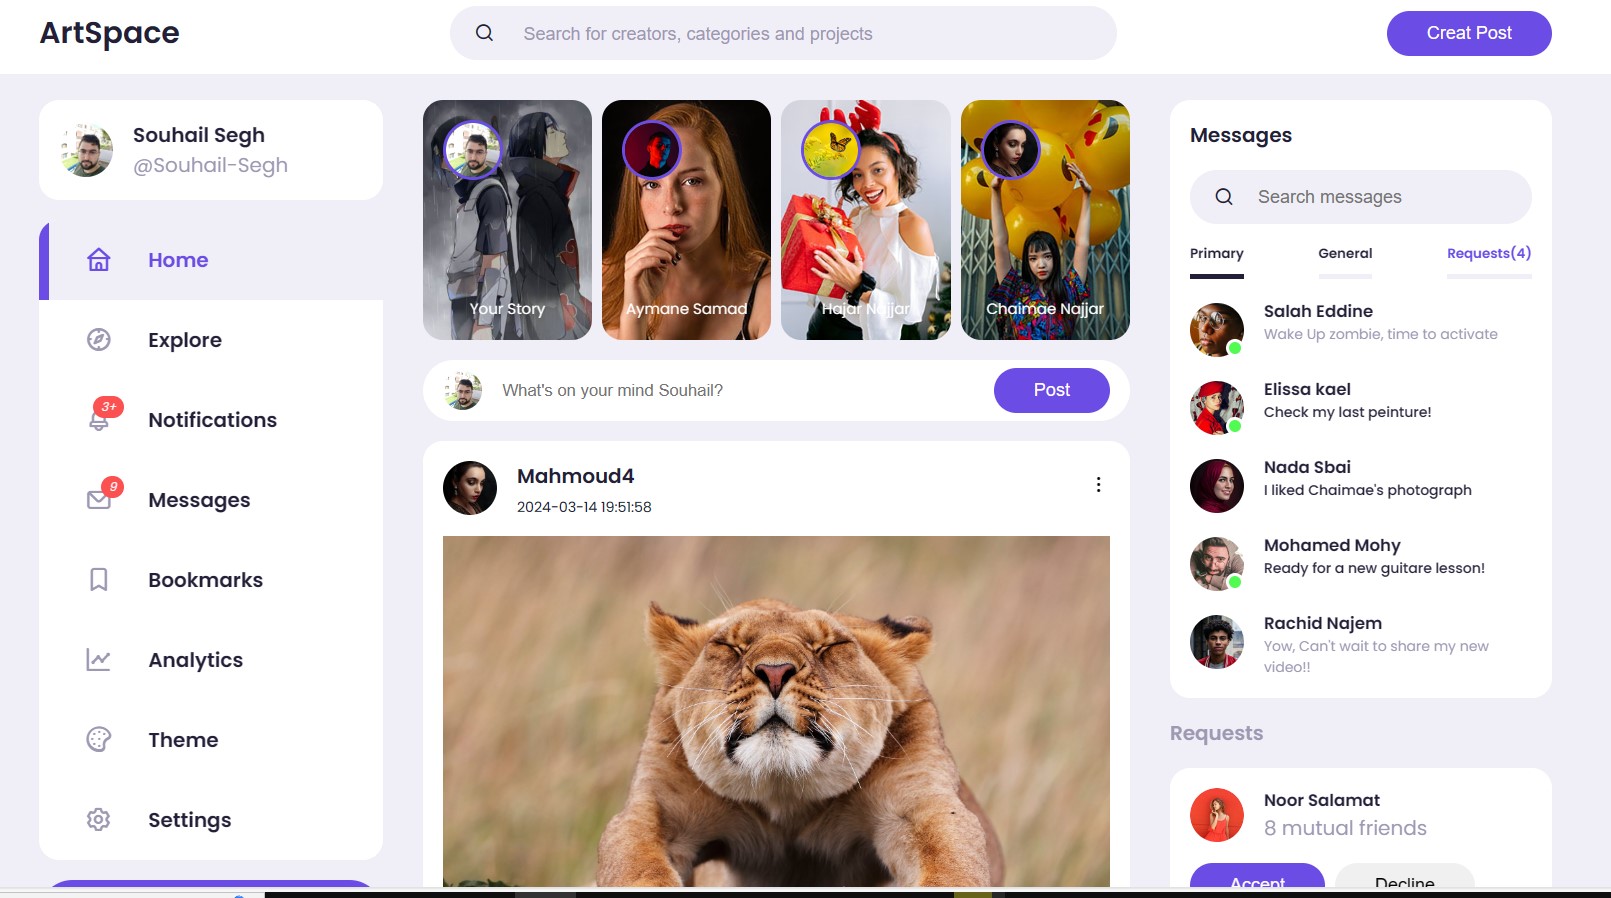 ArtSpace
Search for creators, categories and projects
Creat Post
Souhail Segh
@Souhail-Segh
Home
Explore
3+
Notifications
9
Messages
Bookmarks
Analytics
Theme
Settings
Your Story
Aymane Samad
Hajar Najjar
Chaimae Najjar
What's on your mind Souhail?
Post
Mahmoud4
2024-03-14 19:51:58
Messages
Search messages
Primary
General
Requests(4)
Salah Eddine
Wake Up zombie, time to activate
Elissa kael
Check my last peinture!
Nada Sbai
I liked Chaimae's photograph
Mohamed Mohy
Ready for a new guitare lesson!
Rachid Najem
Yow, Can't wait to share my new
video!!
Requests
Noor Salamat
8 mutual friends
Accept
Decline